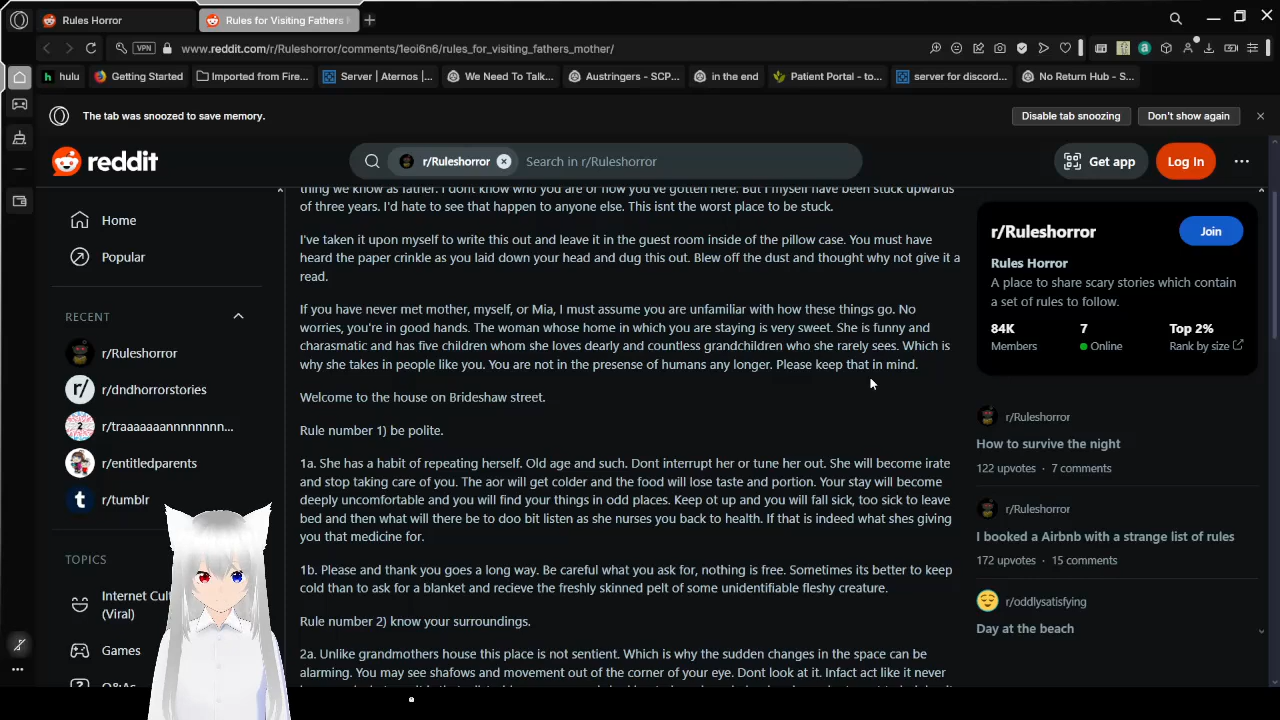 Rules Horror
Rules for Visiting Fathers
VPN
www.reddit.com/r/Ruleshorror/comments/1eoi6n6/rules_for_visiting_fathers_mother/
hulu
Getting Started
Imported from Fire...
Server | Aternos |...
We Need To Talk...
Austringers - SCP...
in the end
Patient Portal - to...
server for discord...
No Return Hub - S...
The tab was snoozed to save memory.
Disable tab snoozing
Don't show again
reddit
r/Ruleshorror
Search in r/Ruleshorror
Get app
Log In
Home
Popular
RECENT
r/Ruleshorror
r/dndhorrorstories
r/traaaaaaannnnnnnn...
r/entitledparents
r/tumblr
TOPICS
Internet Cul
(Viral)
Games
Q&As
thing we know as father. I dont know who you are or how you've gotten here. But I myself have been stuck upwards
of three years. I'd hate to see that happen to anyone else. This isnt the worst place to be stuck.
I've taken it upon myself to write this out and leave it in the guest room inside of the pillow case. You must have
heard the paper crinkle as you laid down your head and dug this out. Blew off the dust and thought why not give it a
read.
If you have never met mother, myself, or Mia, I must assume you are unfamiliar with how these things go. No
worries, you're in good hands. The woman whose home in which you are staying is very sweet. She is funny and
charasmatic and has five children whom she loves dearly and countless grandchildren who she rarely sees. Which is
why she takes in people like you. You are not in the presense of humans any longer. Please keep that in mind.
Welcome to the house on Brideshaw street.
Rule number 1) be polite.
1a. She has a habit of repeating herself. Old age and such. Dont interrupt her or tune her out. She will become irate
and stop taking care of you. The aor will get colder and the food will lose taste and portion. Your stay will become
deeply uncomfortable and you will find your things in odd places. Keep ot up and you will fall sick, too sick to leave
bed and then what will there be to doo bit listen as she nurses you back to health. If that is indeed what shes giving
you that medicine for.
1b. Please and thank you goes a long way. Be careful what you ask for, nothing is free. Sometimes its better to keep
cold than to ask for a blanket and recieve the freshly skinned pelt of some unidentifiable fleshy creature.
Rule number 2) know your surroundings.
2a. Unlike grandmothers house this place is not sentient. Which is why the sudden changes in the space can be
alarming. You may see shafows and movement out of the corner of your eye. Dont look at it. Infact act like it never
r/Ruleshorror
Join
Rules Horror
A place to share scary stories which contain
a set of rules to follow.
84K
7
Top 2%
Members
Online
Rank by size
r/Ruleshorror
How to survive the night
122 upvotes · 7 comments
r/Ruleshorror
I booked a Airbnb with a strange list of rules
172 upvotes · 15 comments
r/oddlysatisfying
Day at the beach